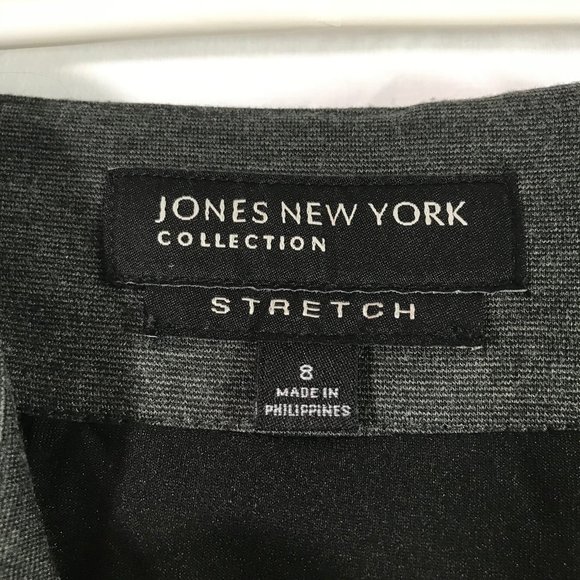 JONES NEW YORK
COLLECTION
STRETCH
8
MADE IN
PHILIPPINES